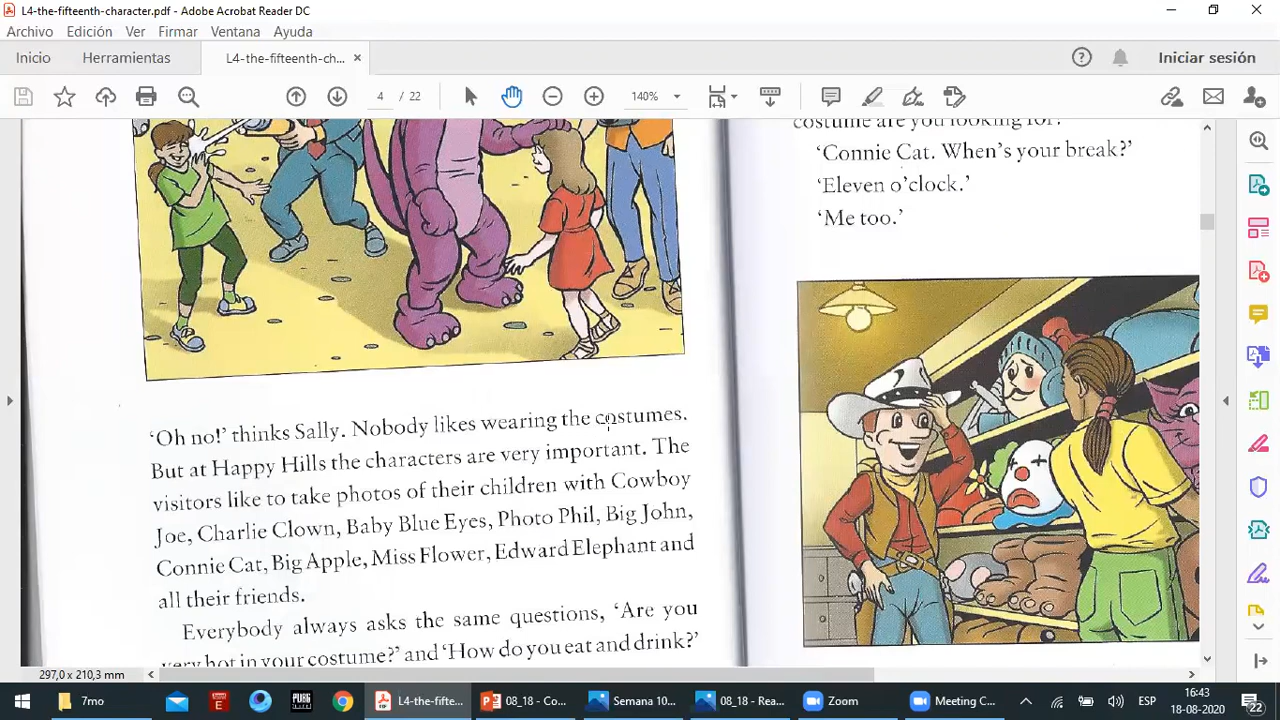 L4-the-fifteenth-character.pdf - Adobe Acrobat Reader DC
Archivo Edición Ver Firmar Ventana Ayuda
Inicio Herramientas L4-the-fifteenth-ch... × Iniciar sesión
4 / 22 140%
‘Oh no!’ thinks Sally. Nobody likes wearing the costumes.
But at Happy Hills the characters are very important. The
visitors like to take photos of their children with Cowboy
Joe, Charlie Clown, Baby Blue Eyes, Photo Phil, Big John,
Connie Cat, Big Apple, Miss Flower, Edward Elephant and
all their friends.
Everybody always asks the same questions, ‘Are you
very hot in your costume?’ and ‘How do you eat and drink?’
costume are you looking for?
‘Connie Cat. When’s your break?’
‘Eleven o’clock.’
‘Me too.’
297,0 x 210,3 mm
7mo
L4-the-fifte...
08_18 - Co...
Semana 10...
08_18 - Rea...
Zoom
Meeting C...
ESP
16:43
18-08-2020
22